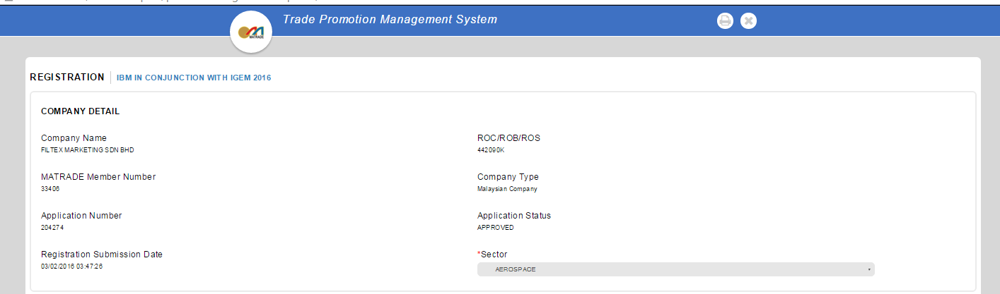 Trade Promotion Management System
MATRADE
REGISTRATION IBM IN CONJUNCTION WITH IGEM 2016
COMPANY DETAIL
Company Name ROC/ROB/ROS
FILTEX MARKETING SDN BHD 442090K
MATRADE Member Number Company Type
33406 Malaysian Company
Application Number Application Status
204274 APPROVED
Registration Submission Date *Sector
03/02/2016 03:47:26 AEROSPACE